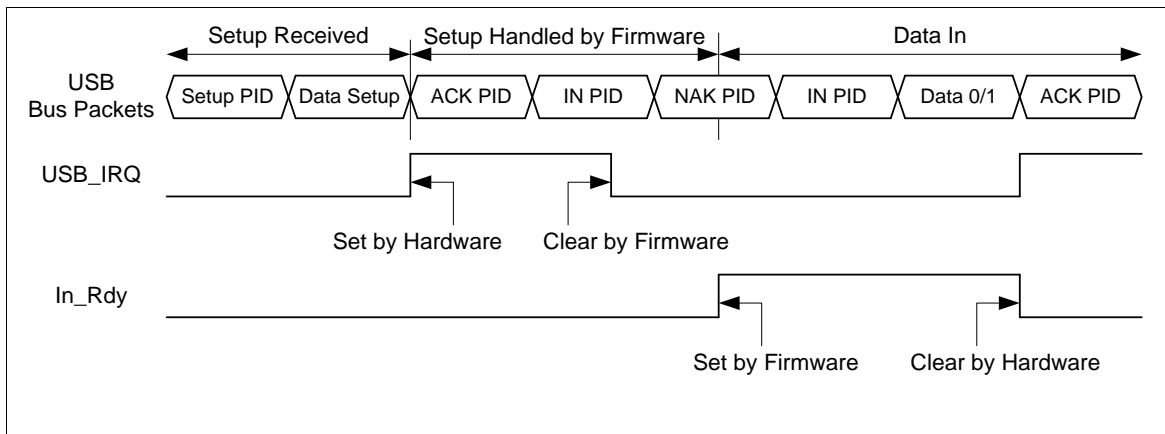 Setup Received
Setup Handled by Firmware
Data In
USB
Bus Packets
Setup PID
Data Setup
ACK PID
IN PID
NAK PID
IN PID
Data 0/1
ACK PID
USB_IRQ
Set by Hardware
Clear by Firmware
In_Rdy
Set by Firmware
Clear by Hardware